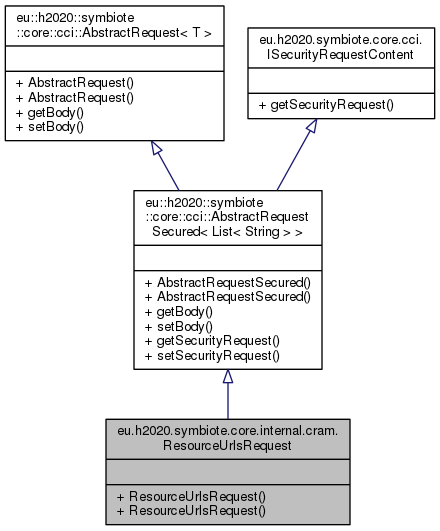 eu::h2020::symbiote
::core::cci::AbstractRequest< T >
+ AbstractRequest()
+ AbstractRequest()
+ getBody()
+ setBody()
eu.h2020.symbiote.core.cci.
ISecurityRequestContent
+ getSecurityRequest()
eu::h2020::symbiote
::core::cci::AbstractRequest
Secured< List< String > >
+ AbstractRequestSecured()
+ AbstractRequestSecured()
+ getBody()
+ setBody()
+ getSecurityRequest()
+ setSecurityRequest()
eu.h2020.symbiote.core.internal.cram.
ResourceUrlsRequest
+ ResourceUrlsRequest()
+ ResourceUrlsRequest()